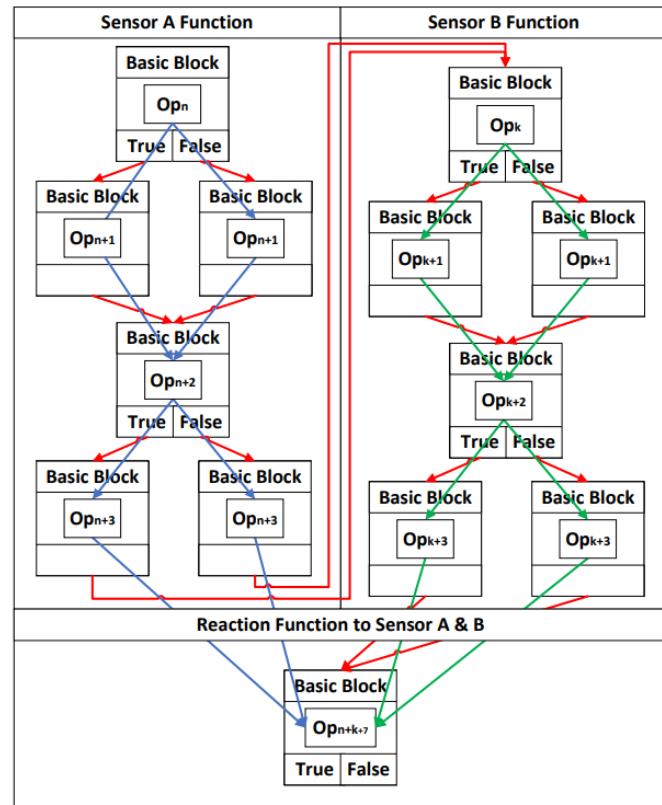 Sensor A Function
Sensor B Function
Basic Block
Opn
True False
Basic Block Basic Block
Opn+1 Opn+1
Basic Block
Opn+2
True False
Basic Block Basic Block
Opn+3 Opn+3
Basic Block
Opk
True False
Basic Block Basic Block
Opk+1 Opk+1
Basic Block
Opk+2
True False
Basic Block Basic Block
Opk+3 Opk+3
Reaction Function to Sensor A & B
Basic Block
Opn+k+7
True False